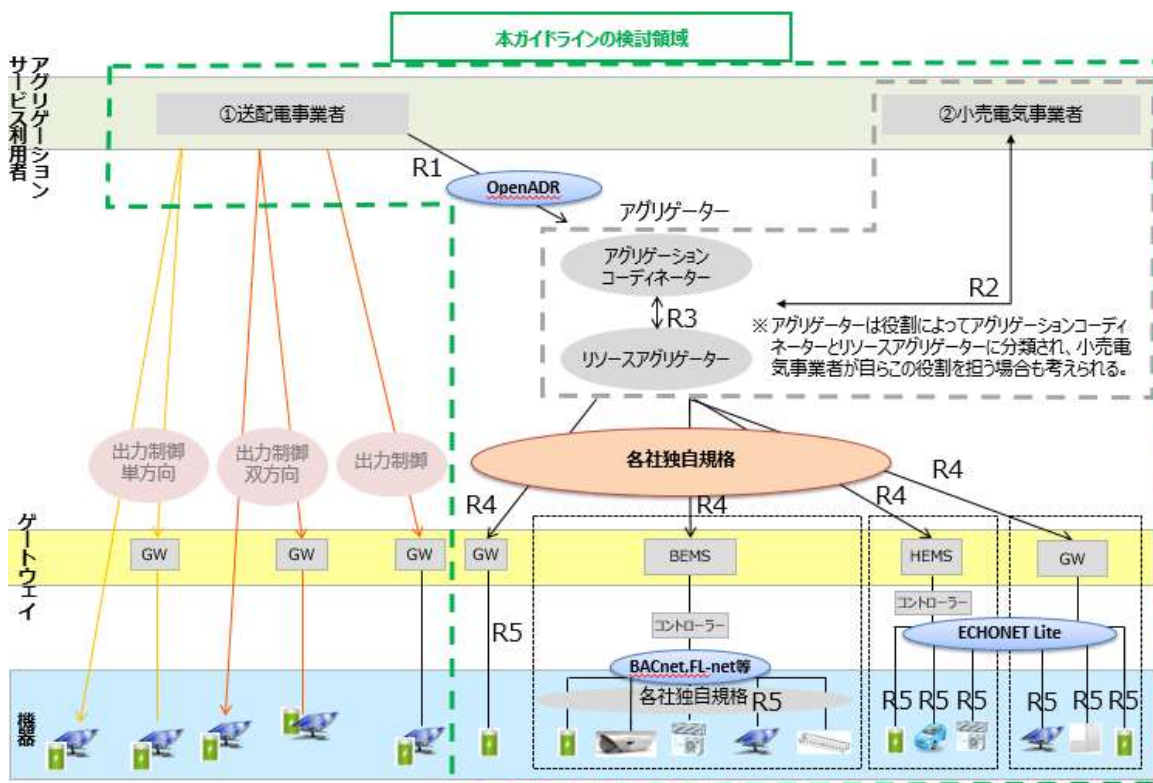 本ガイドラインの検討領域
アグリゲーション
サービス利用者
①送配電事業者
②小売電気事業者
R1
OpenADR
アグリゲーター
アグリゲーション
コーディネーター
R3
リソースアグリゲーター
R2
※ アグリゲーターは役割によってアグリゲーションコーディ
ネーターとリソースアグリゲーターに分類され、小売電
気事業者が自らこの役割を担う場合も考えられる。
出力制御
単方向
出力制御
双方向
出力制御
各社独自規格
R4
R4
R4
R4
ゲートウェイ
GW
GW
GW
GW
BEMS
HEMS
GW
コントローラー
コントローラー
R5
ECHONET Lite
BACnet,FL-net等
各社独自規格
R5
R5
R5
R5
R5
R5
機器